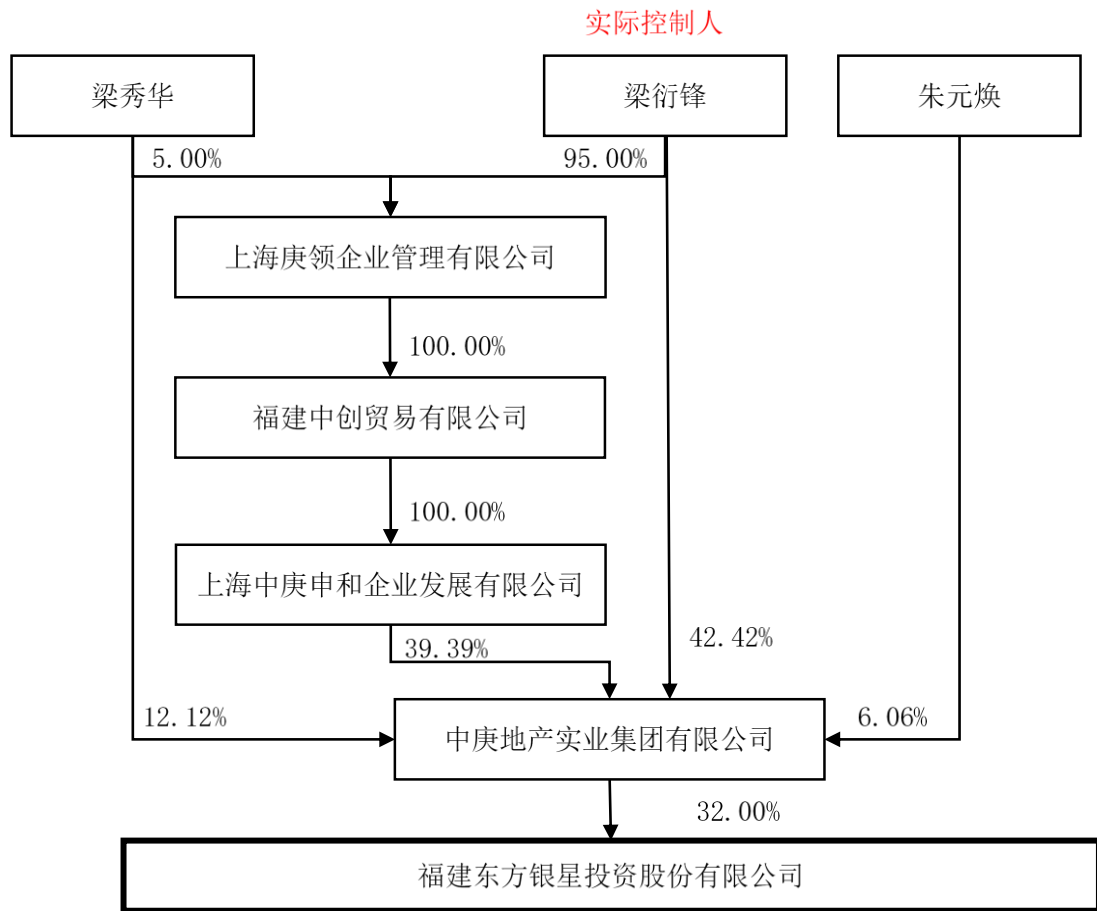 实际控制人
梁秀华
梁衍锋
朱元焕
5.00%
95.00%
上海庚领企业管理有限公司
100.00%
福建中创贸易有限公司
100.00%
上海中庚申和企业发展有限公司
39.39%
42.42%
12.12%
6.06%
中庚地产实业集团有限公司
32.00%
福建东方银星投资股份有限公司